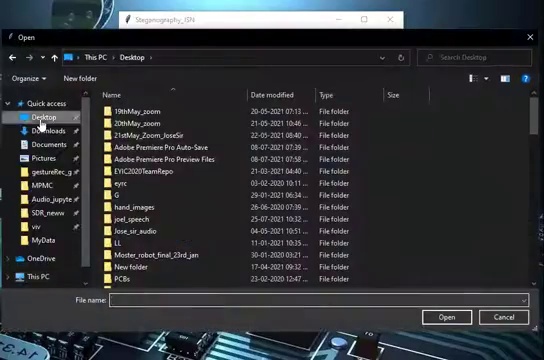 Steganography_ISN
Open
This PC > Desktop >
Search Desktop
Organize
New folder
Name Date modified Type Size
Quick access
Desktop
Downloads
Documents
Pictures
gestureRec_g
MPMC
Audio_jupyte
SDR_neww
viv
MyData
OneDrive
This PC
19thMay_zoom 20-05-2021 07:13 ... File folder
20thMay_zoom 21-05-2021 10:46 ... File folder
21stMay_Zoom_JoseSir 22-05-2021 08:40 ... File folder
Adobe Premiere Pro Auto-Save 08-07-2021 07:39 ... File folder
Adobe Premiere Pro Preview Files 08-07-2021 07:58 ... File folder
EYIC2020TeamRepo 21-03-2021 04:40 ... File folder
eyrc 03-02-2020 10:11 ... File folder
G 29-01-2021 06:34 ... File folder
hand_images 26-06-2020 07:39 ... File folder
joel_speech 25-07-2021 10:32 ... File folder
Jose_sir_audio 04-05-2021 10:51 ... File folder
LL 11-01-2021 10:35 ... File folder
Moster_robot_final_23rd_jan 30-01-2021 03:21 ... File folder
New folder 17-04-2021 09:32 ... File folder
PCBs 23-02-2020 12:47 ... File folder
File name:
Open
Cancel